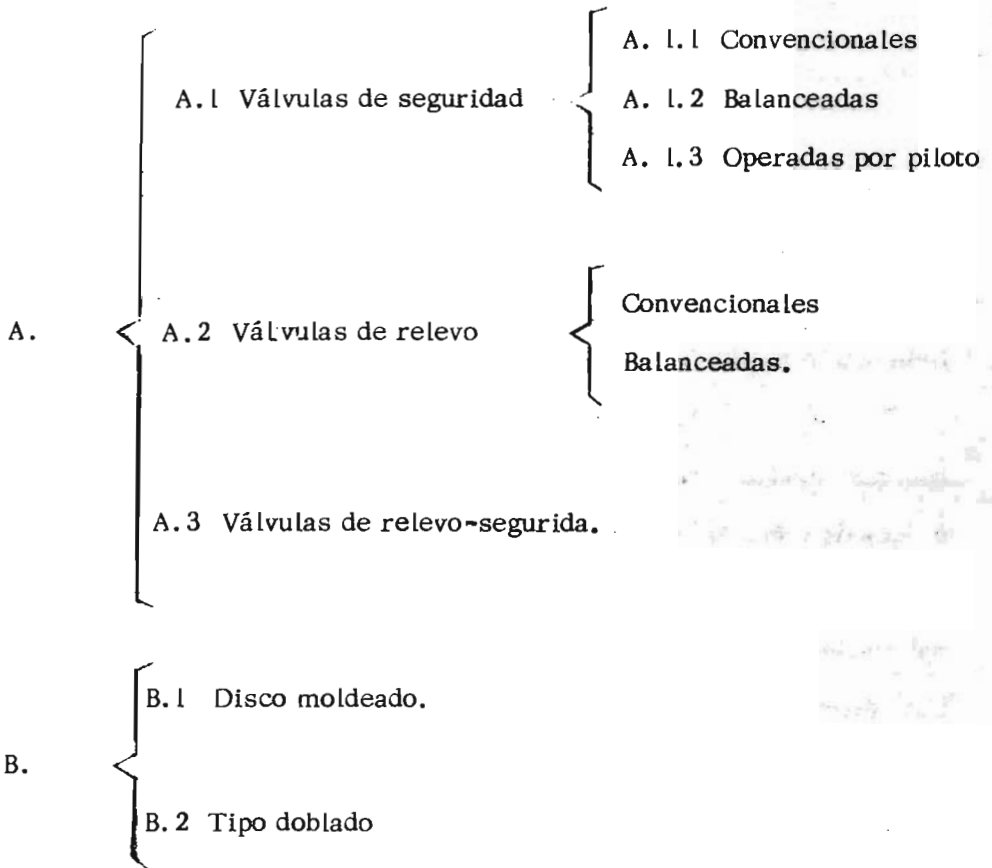 A. 1.1 Convencionales
A.1 Válvulas de seguridad
A. 1.2 Balanceadas
A. 1.3 Operadas por piloto
Convencionales
A. A.2 Válvulas de relevo
Balanceadas.
A.3 Válvulas de relevo-segurida.
B.1 Disco moldeado.
B.
B.2 Tipo doblado